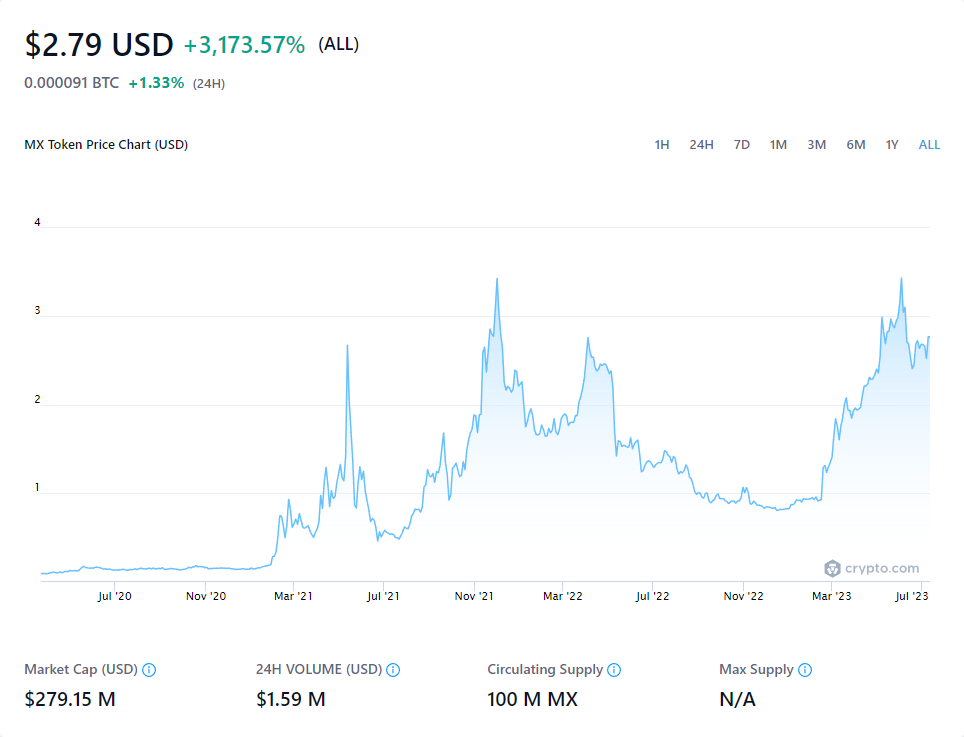 $2.79 USD +3,173.57% (ALL)
0.000091 BTC +1.33% (24H)
MX Token Price Chart (USD) 1H 24H 7D 1M 3M 6M 1Y ALL
4
3
2
1
crypto.com
Jul '20 Nov '20 Mar '21 Jul '21 Nov '21 Mar '22 Jul '22 Nov '22 Mar '23 Jul '23
Market Cap (USD) 24H VOLUME (USD) Circulating Supply Max Supply
$279.15 M $1.59 M 100 M MX N/A